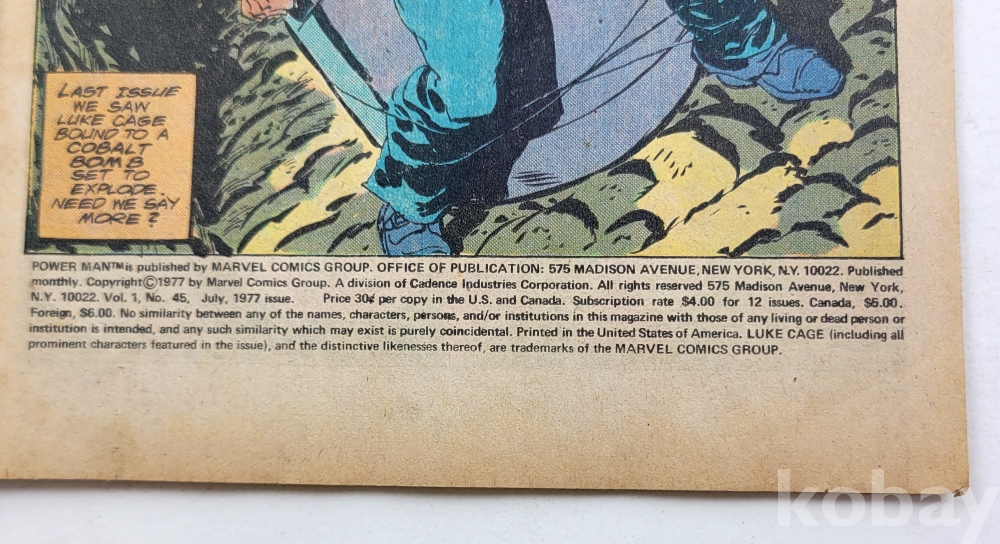 LAST ISSUE
WE SAW
LUKE CAGE
BOUND TO A
COBALT
BOMB
SET TO
EXPLODE.
NEED WE SAY
MORE?
POWER MAN™ is published by MARVEL COMICS GROUP. OFFICE OF PUBLICATION: 575 MADISON AVENUE, NEW YORK, N.Y. 10022. Published
monthly. Copyright©1977 by Marvel Comics Group. A division of Cadence Industries Corporation. All rights reserved 575 Madison Avenue, New York,
N.Y. 10022. Vol. 1, No. 45, July, 1977 issue. Price 30¢ per copy in the U.S. and Canada. Subscription rate $4.00 for 12 issues. Canada, $5.00.
Foreign, $6.00. No similarity between any of the names, characters, persons, and/or institutions in this magazine with those of any living or dead person or
institution is intended, and any such similarity which may exist is purely coincidental. Printed in the United States of America. LUKE CAGE (including all
prominent characters featured in the issue), and the distinctive likenesses thereof, are trademarks of the MARVEL COMICS GROUP.
kobay